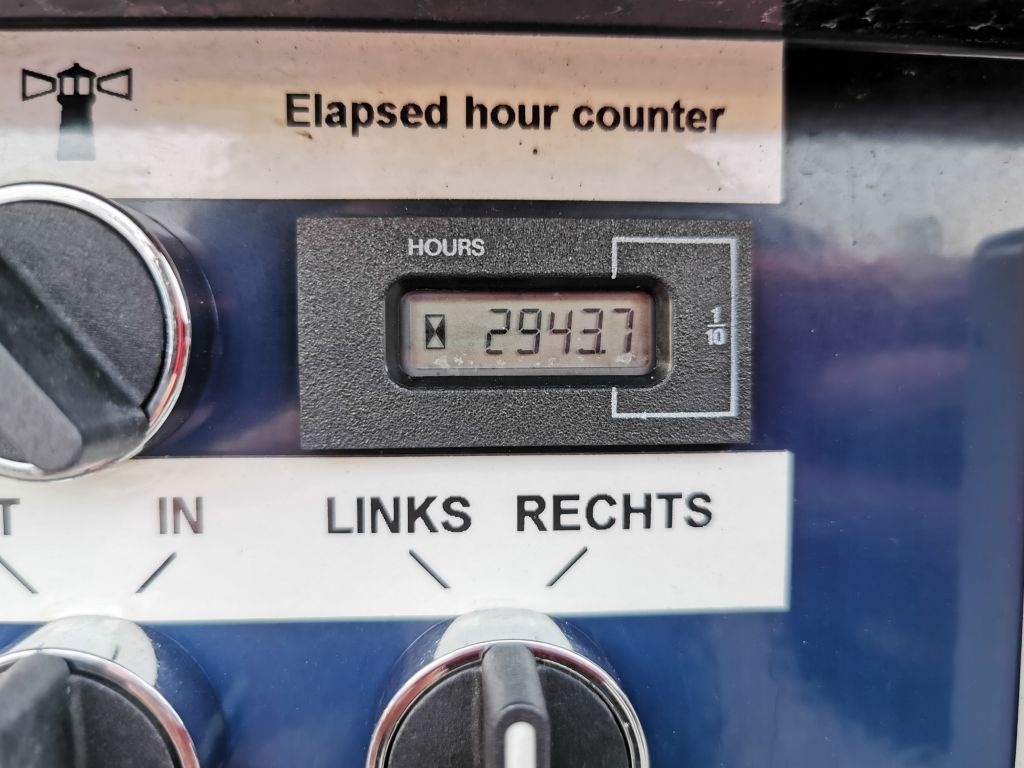 Elapsed hour counter
HOURS
2943.7
1/10
T IN LINKS RECHTS